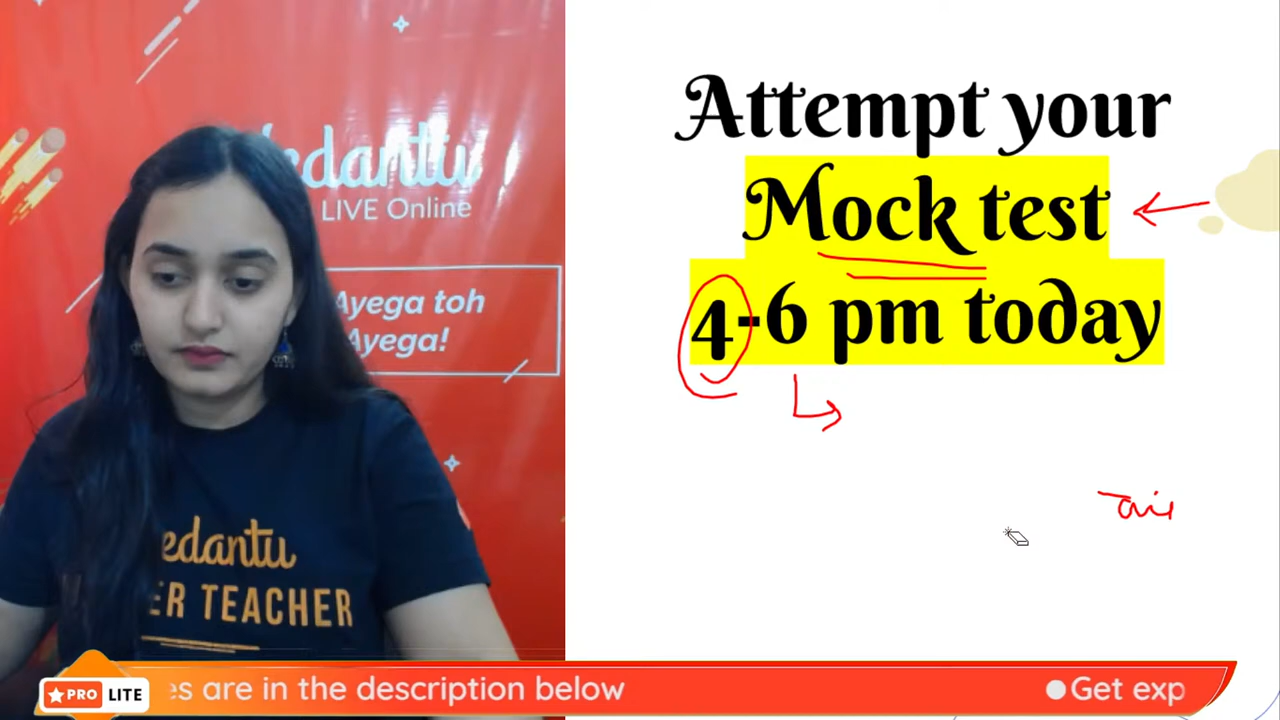 edantu
LIVE Online
Ayega toh
Ayega!
edantu
ER TEACHER
Attempt your
Mock test
4-6 pm today
PRO LITE
es are in the description below
Get exp